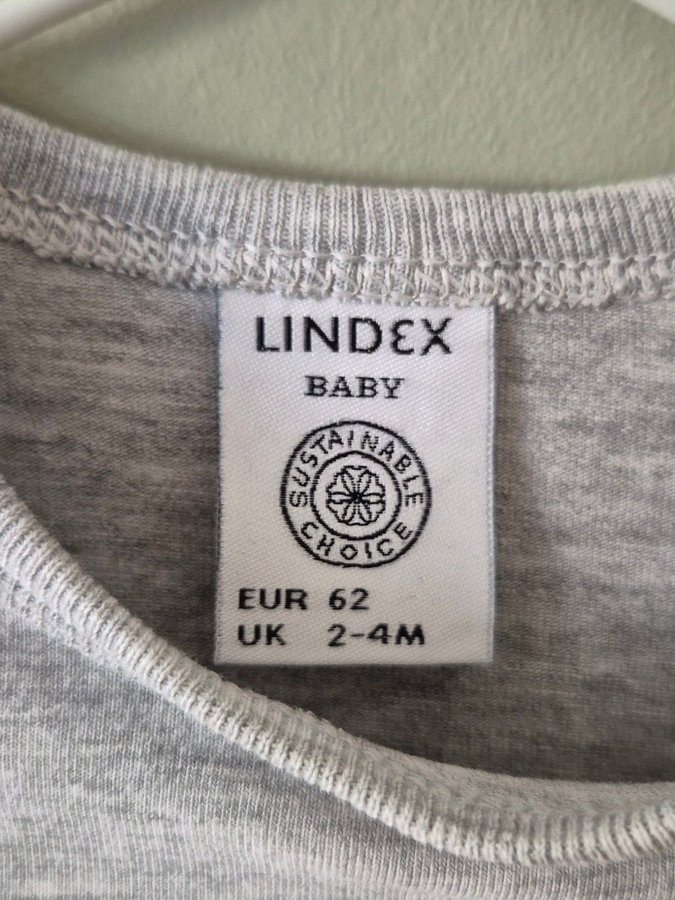 LINDEX
BABY
SUSTAINABLE
CHOICE
EUR 62
UK 2-4M